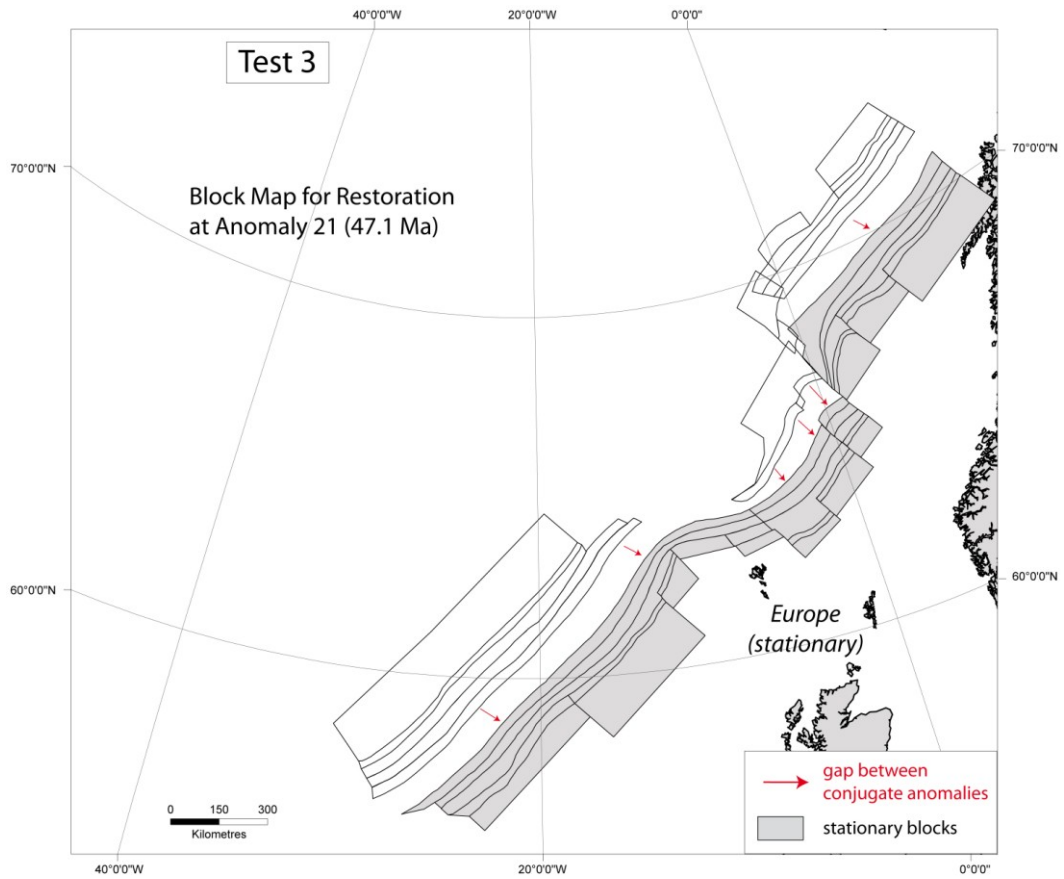 40°0'0"W
20°0'0"W
0°0'0"
Test 3
70°0'0"N
70°0'0"N
Block Map for Restoration
at Anomaly 21 (47.1 Ma)
60°0'0"N
60°0'0"N
Europe
(stationary)
gap between
conjugate anomalies
stationary blocks
0 150 300
Kilometres
40°0'0"W
20°0'0"W
0°0'0"